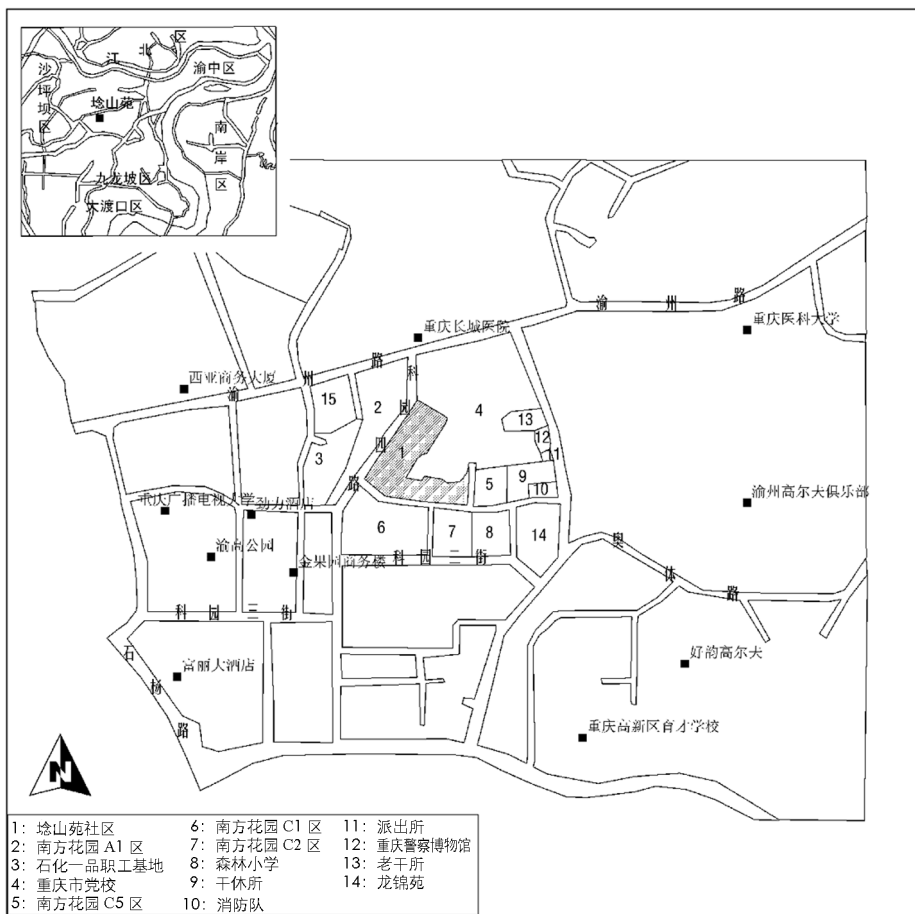 江 北 区
渝中区
沙坪坝区
埝山苑
南岸区
九龙坡区
大渡口区
渝 州 路
重庆医科大学
重庆长城医院
渝 州 路
西亚商务大厦
科园四路
15
2
4
13
12
11
3
1
5
9
10
重庆广播电视大学
劲力酒店
渝州高尔夫俱乐部
6
7
8
14
渝高公园
金果园商务楼
科园二街
奥体路
科园三街
石杨路
富丽大酒店
好韵高尔夫
重庆高新区育才学校
N
1: 埝山苑社区
2: 南方花园 A1 区
3: 石化一品职工基地
4: 重庆市党校
5: 南方花园 C5 区
6: 南方花园 C1 区
7: 南方花园 C2 区
8: 森林小学
9: 干休所
10: 消防队
11: 派出所
12: 重庆警察博物馆
13: 老干所
14: 龙锦苑